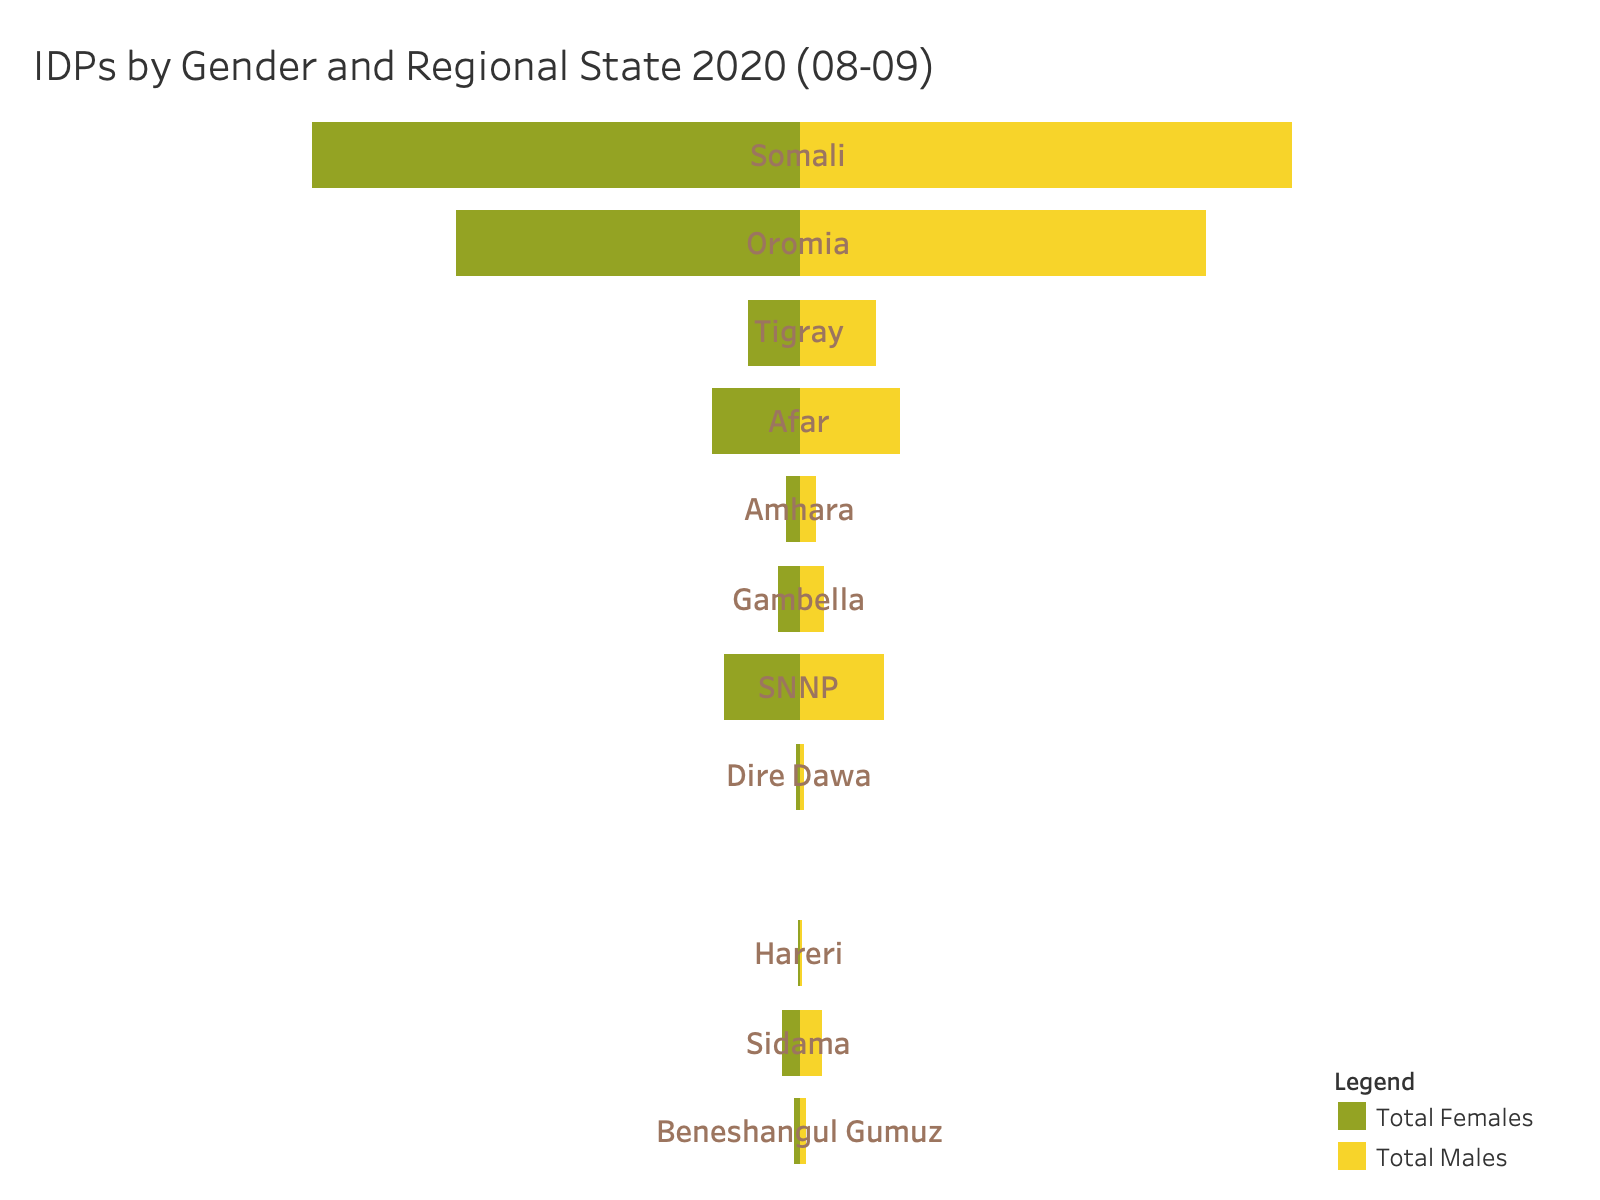 IDPs by Gender and Regional State 2020 (08-09)
Somali
Oromia
Tigray
Afar
Amhara
Gambella
SNNP
Dire Dawa
Hareri
Sidama
Beneshangul Gumuz
Legend
Total Females
Total Males